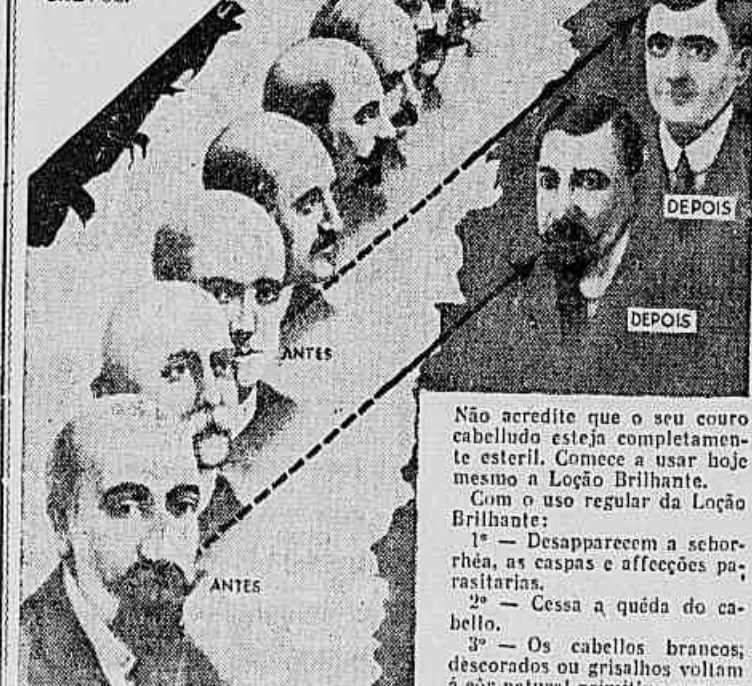 DEPOIS
DEPOIS
ANTES
ANTES
Não acredite que o seu couro
cabelludo esteja completamen-
te esteril. Comece a usar hoje
mesmo a Loção Brilhante.
Com o uso regular da Loção
Brilhante:
1º — Desapparecem a sebor-
rhéa, as caspas e affecções pa-
rasitarias.
2º — Cessa a quéda do ca-
bello.
3º — Os cabellos brancos,
descorados ou grisalhos voltam
á côr natural